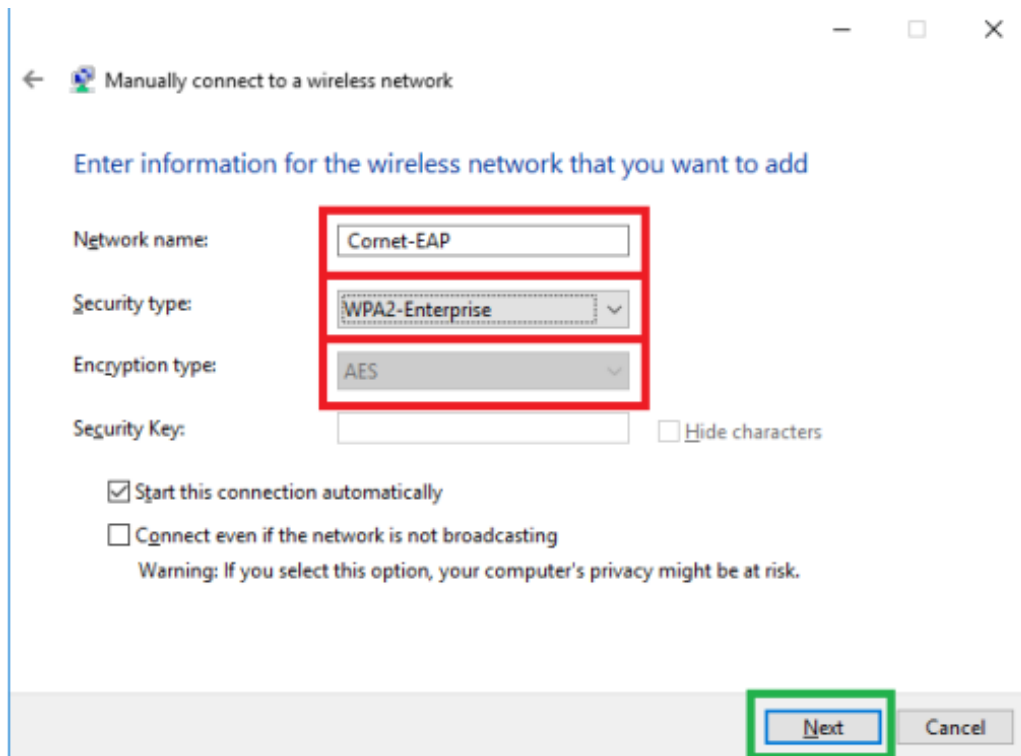 Manually connect to a wireless network
Enter information for the wireless network that you want to add
Network name: Cornet-EAP
Security type: WPA2-Enterprise
Encryption type: AES
Security Key: Hide characters
Start this connection automatically
Connect even if the network is not broadcasting
Warning: If you select this option, your computer's privacy might be at risk.
Next Cancel